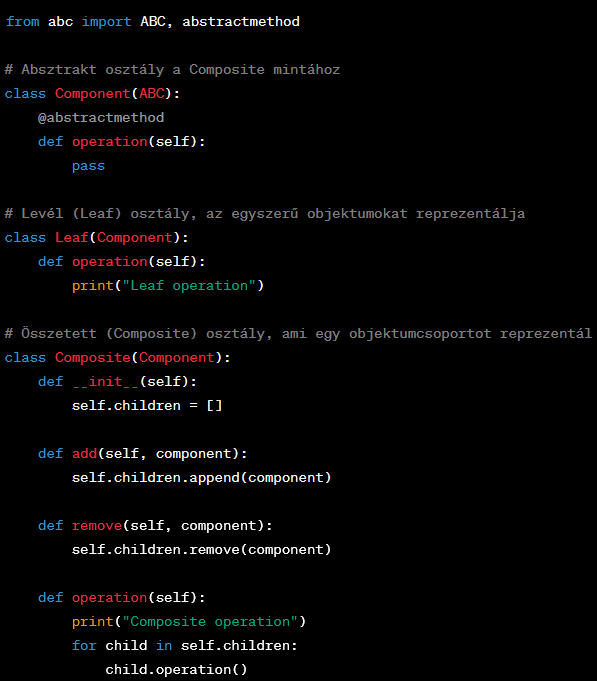 from abc import ABC, abstractmethod

# Absztrakt osztály a Composite mintához
class Component(ABC):
    @abstractmethod
    def operation(self):
        pass

# Levél (Leaf) osztály, az egyszerű objektumokat reprezentálja
class Leaf(Component):
    def operation(self):
        print("Leaf operation")

# Összetett (Composite) osztály, ami egy objektumcsoportot reprezentál
class Composite(Component):
    def __init__(self):
        self.children = []

    def add(self, component):
        self.children.append(component)

    def remove(self, component):
        self.children.remove(component)

    def operation(self):
        print("Composite operation")
        for child in self.children:
            child.operation()